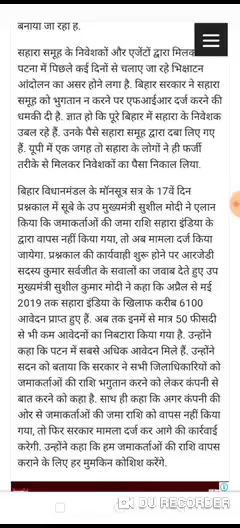 बनाया जा रहा ह.
सहारा समूह के निवेशकों और एजेंटों द्वारा मिलक
पटना में पिछले कई दिनों से चलाए जा रहे भिक्षाटन
आंदोलन का असर होने लगा है. बिहार सरकार ने सहारा
समूह को भुगतान न करने पर एफआईआर दर्ज करने की
धमकी दी है. ज्ञात हो कि पूरे बिहार में सहारा के निवेशक
उबल रहे हैं. उनके पैसे सहारा समूह द्वारा दबा लिए गए
हैं. यूपी में एक जगह तो सहारा के लोगों ने ही फर्जी
तरीके से मिलकर निवेशकों का पैसा निकाल लिया.
बिहार विधानमंडल के मॉनसूत्र सत्र के 17वें दिन
प्रश्नकाल में सूबे के उप मुख्यमंत्री सुशील मोदी ने एलान
किया कि जमाकर्ताओं की जमा राशि सहारा इंडिया के
द्वारा वापस नहीं किया गया, तो अब मामला दर्ज किया
जायेगा. प्रश्नकाल की कार्यवाही शुरू होने पर आरजेडी
सदस्य कुमार सर्वजीत के सवालों का जवाब देते हुए उप
मुख्यमंत्री सुशील कुमार मोदी ने कहा कि अप्रैल से मई
2019 तक सहारा इंडिया के खिलाफ करीब 6100
आवेदन प्राप्त हुए हैं. अब तक इनमें से मात्र 50 फीसदी
से भी कम आवेदनों का निबटारा किया गया है. उन्होंने
कहा कि पटन में सबसे अधिक आवेदन मिले हैं. उन्होंने
सदन को बताया कि सरकार ने सभी जिलाधिकारियों को
जमाकर्ताओं की राशि भगुतान करने को लेकर कंपनी से
बात करने को कहा है. साथ ही कहा कि अगर कंपनी की
ओर से जमाकर्ताओं की जमा राशि को वापस नहीं किया
गया, तो फिर सरकार मामला दर्ज कर आगे की कार्रवाई
करेगी. उन्होंने कहा कि हम जमाकर्ताओं की राशि वापस
कराने के लिए हर मुमकिन कोशिश करेंगे.
DU RECORDER